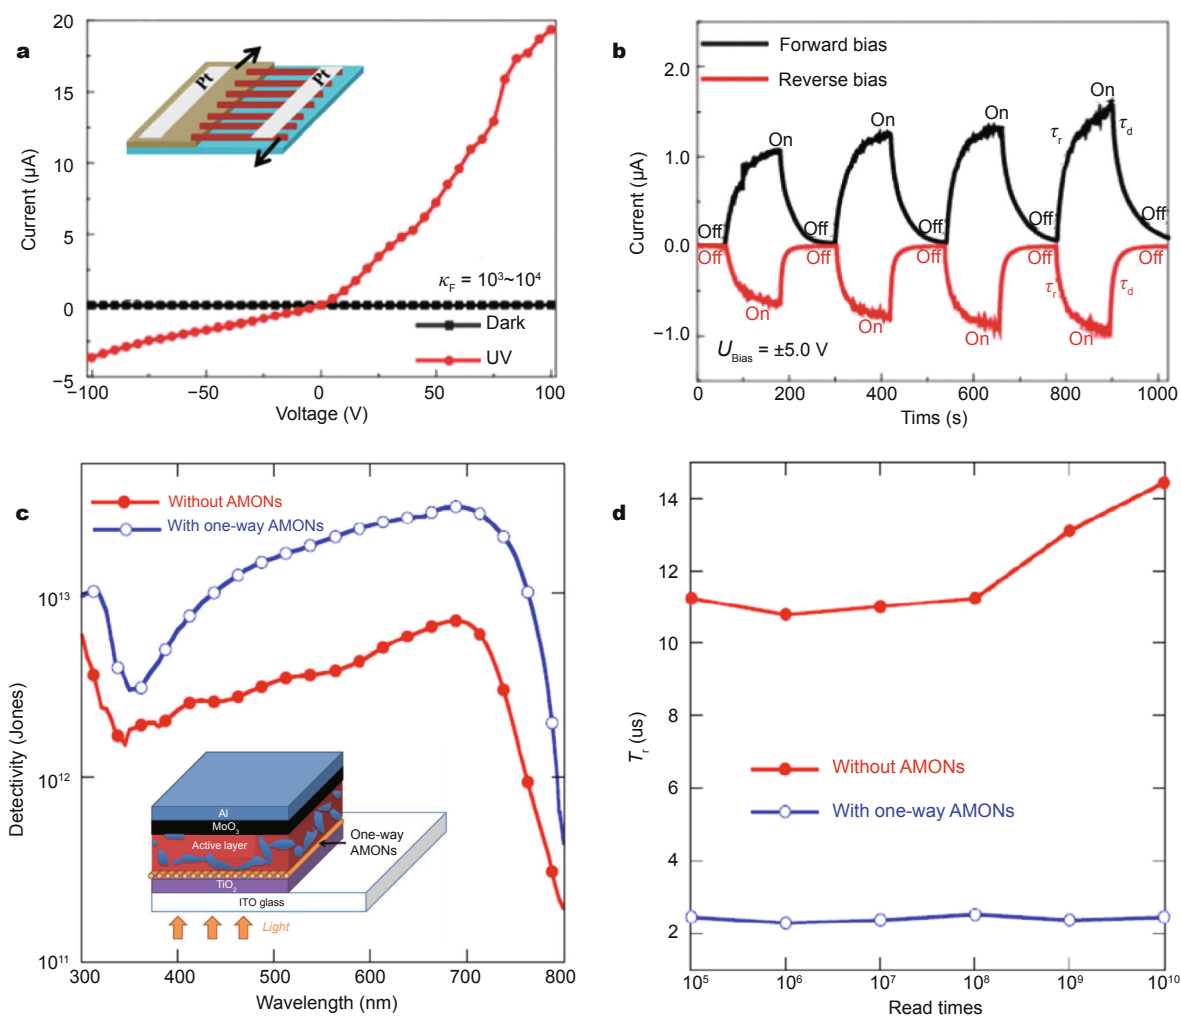 a
20
15
10
5
0
−5
Current (μA)
Pt
Pt
κF = 10³~10⁴
Dark
UV
−100
−50
0
50
100
Voltage (V)
b
Forward bias
Reverse bias
2.0
1.0
0.0
−1.0
Current (μA)
On
On
On
On
τr
τd
Off
Off
Off
Off
Off
Off
Off
Off
Off
Off
τr
τd
On
On
On
On
UBias = ±5.0 V
0
200
400
600
800
1000
Tims (s)
c
Without AMONs
With one-way AMONs
10¹³
10¹²
10¹¹
Detectivity (Jones)
Al
MoO₃
Active layer
One-way
AMONs
TiO₂
ITO glass
Light
300
400
500
600
700
800
Wavelength (nm)
d
14
12
10
8
6
4
2
Tr (us)
Without AMONs
With one-way AMONs
10⁵
10⁶
10⁷
10⁸
10⁹
10¹⁰
Read times